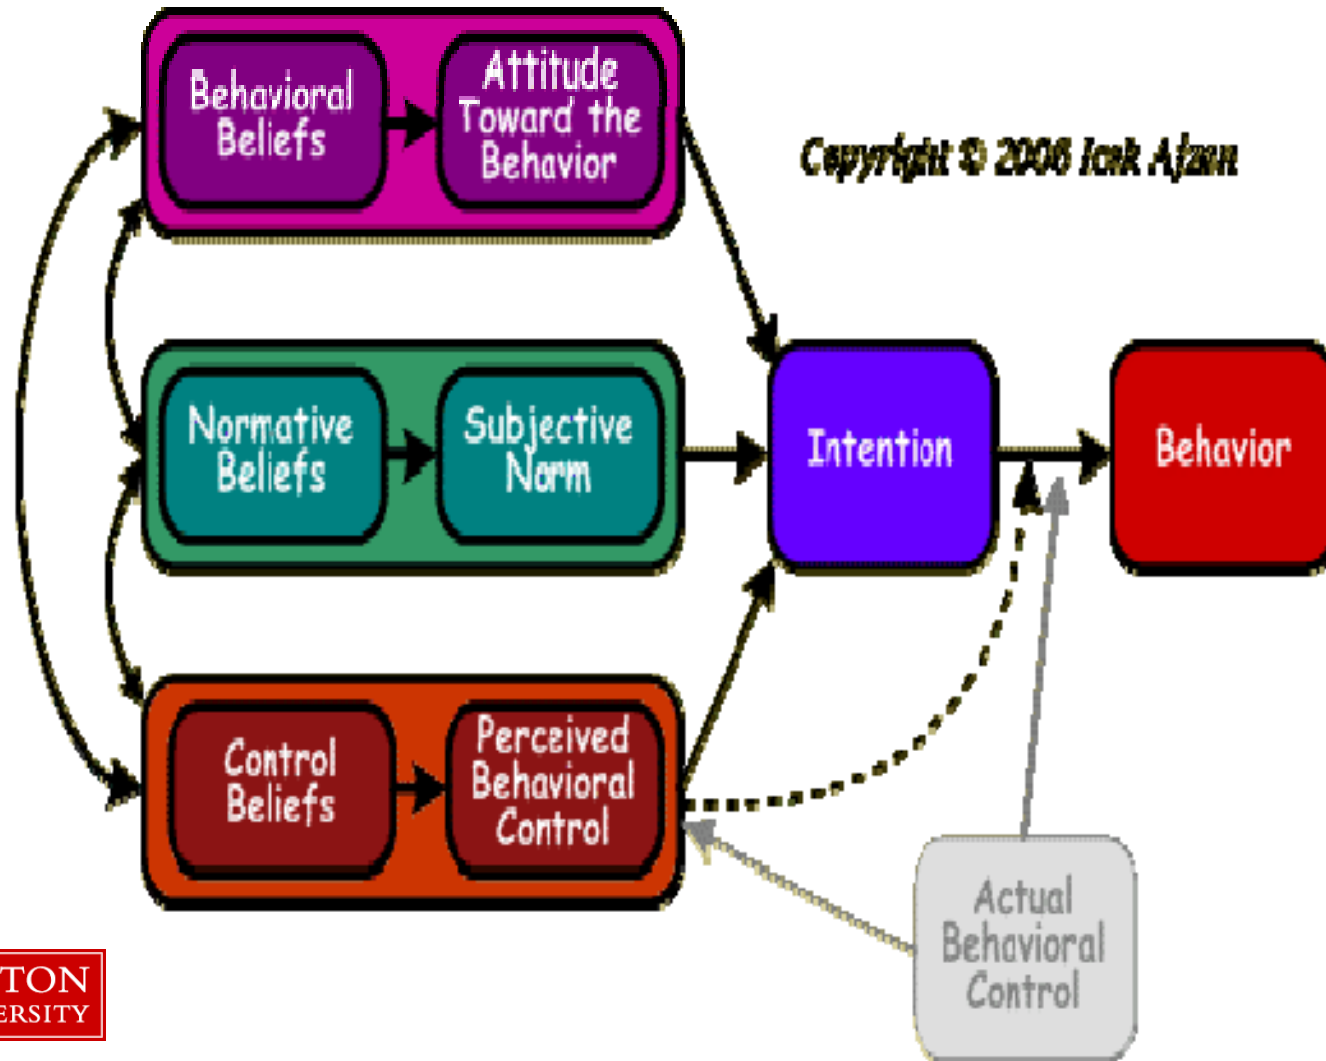 Behavioral
Beliefs
Attitude
Toward the
Behavior
Copyright © 2006 Icek Ajzen
Normative
Beliefs
Subjective
Norm
Intention
Behavior
Control
Beliefs
Perceived
Behavioral
Control
Actual
Behavioral
Control
TON
ERSITY